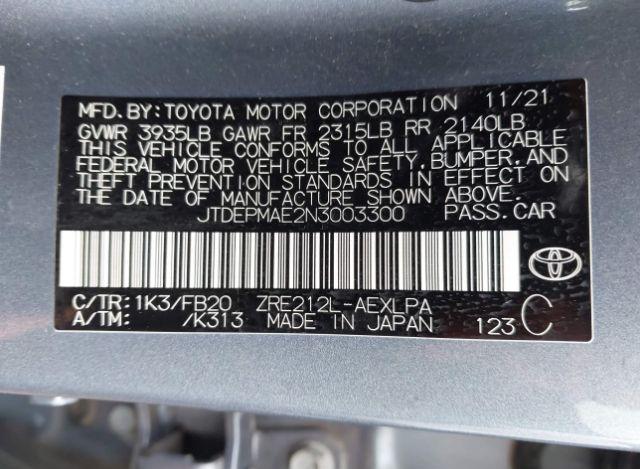 MFD.BY:TOYOTA MOTOR CORPORATION 11/21
GVWR 3935LB GAWR FR 2315LB RR 2140LB
THIS VEHICLE CONFORMS TO ALL APPLICABLE
FEDERAL MOTOR VEHICLE SAFETY,BUMPER,AND
THEFT PREVENTION STANDARDS IN EFFECT ON
THE DATE OF MANUFACTURE SHOWN ABOVE.
JTDEPMAE2N3003300 PASS.CAR
C/TR:1K3/FB20 ZRE212L-AEXLPA
A/TM: /K313 MADE IN JAPAN 123 C